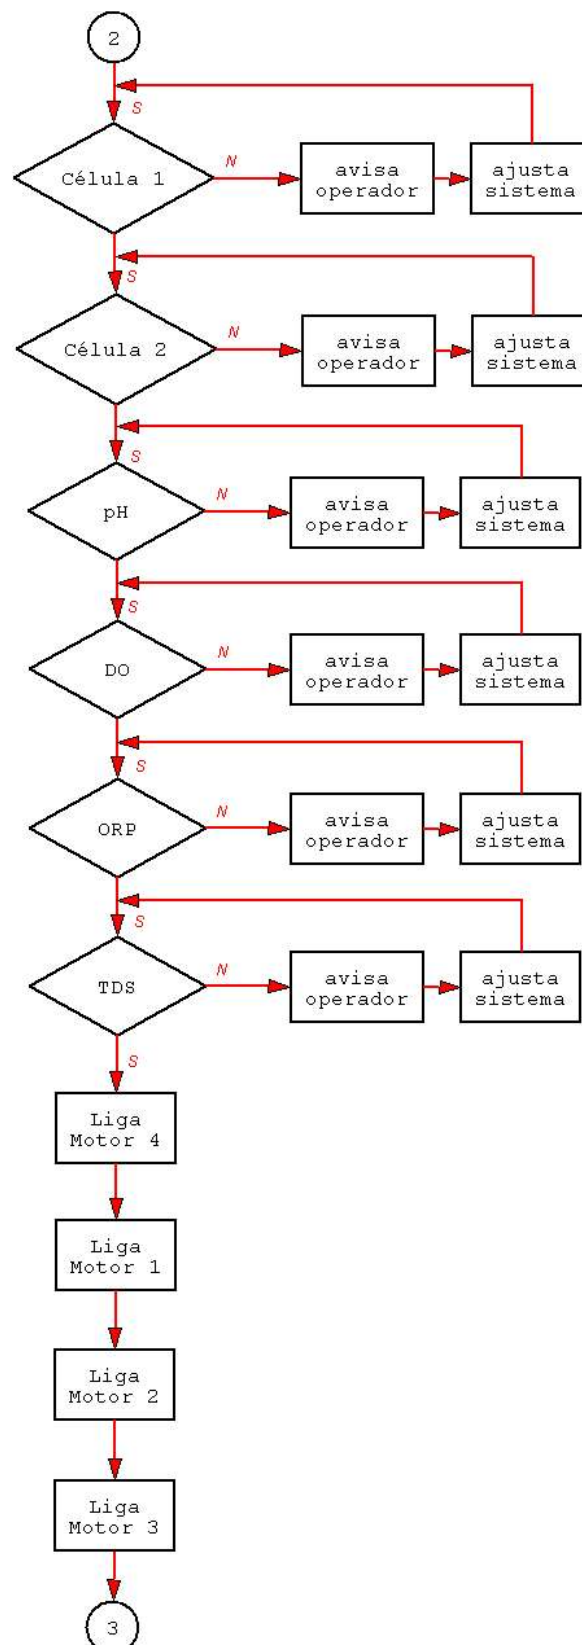 2
S
Célula 1
N
avisa
operador
ajusta
sistema
S
Célula 2
N
avisa
operador
ajusta
sistema
S
pH
N
avisa
operador
ajusta
sistema
S
DO
N
avisa
operador
ajusta
sistema
S
ORP
N
avisa
operador
ajusta
sistema
S
TDS
N
avisa
operador
ajusta
sistema
S
Liga
Motor 4
Liga
Motor 1
Liga
Motor 2
Liga
Motor 3
3